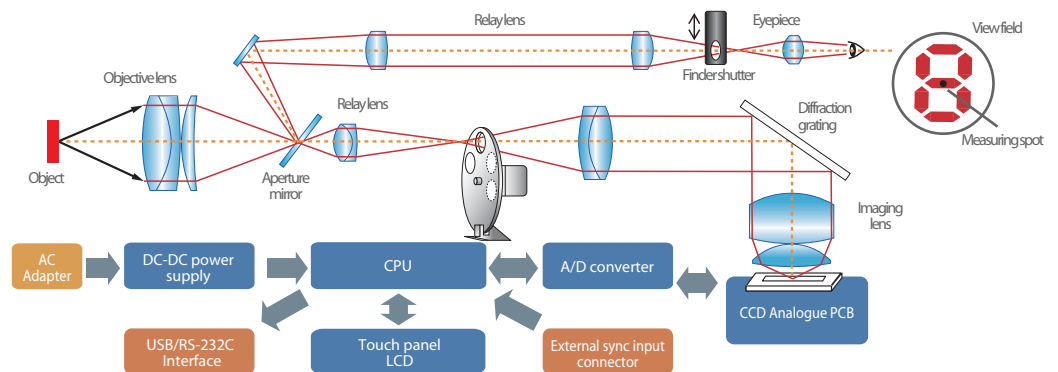 Relay lens
Eyepiece
View field
Finder shutter
Measuring spot
Objective lens
Relay lens
Diffraction
grating
Object
Aperture
mirror
Imaging
lens
AC
Adapter
DC-DC power
supply
CPU
A/D converter
CCD Analogue PCB
USB/RS-232C
Interface
Touch panel
LCD
External sync input
connector